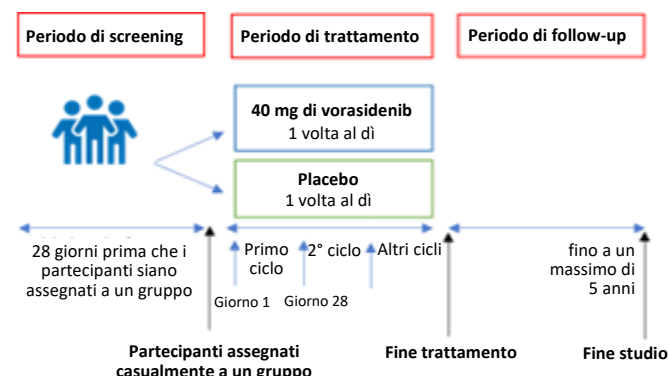 Periodo di screening
Periodo di trattamento
Periodo di follow-up
40 mg di vorasidenib
1 volta al dì
Placebo
1 volta al dì
28 giorni prima che i
partecipanti siano
assegnati a un gruppo
Primo
ciclo
2° ciclo
Altri cicli
fino a un
massimo di
5 anni
Giorno 1
Giorno 28
Partecipanti assegnati
casualmente a un gruppo
Fine trattamento
Fine studio